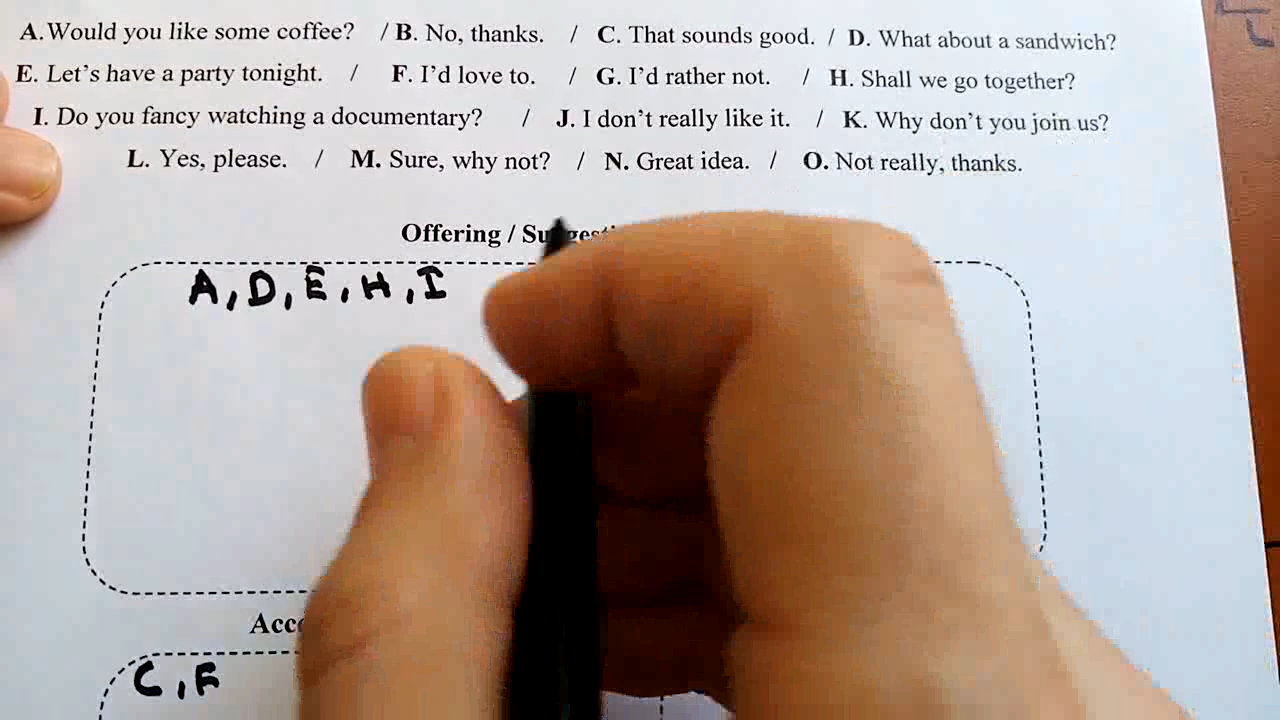 A. Would you like some coffee? / B. No, thanks. / C. That sounds good. / D. What about a sandwich?
E. Let's have a party tonight. / F. I'd love to. / G. I'd rather not. / H. Shall we go together?
I. Do you fancy watching a documentary? / J. I don't really like it. / K. Why don't you join us?
L. Yes, please. / M. Sure, why not? / N. Great idea. / O. Not really, thanks.
Offering /
A, D, E, H, I
C, F